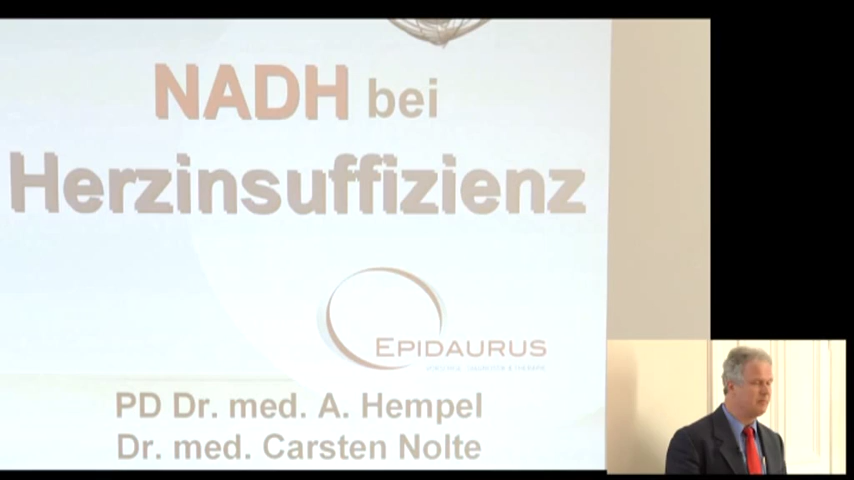 NADH bei
Herzinsuffizienz
EPIDAURUS
PD Dr. med. A. Hempel
Dr. med. Carsten Nolte